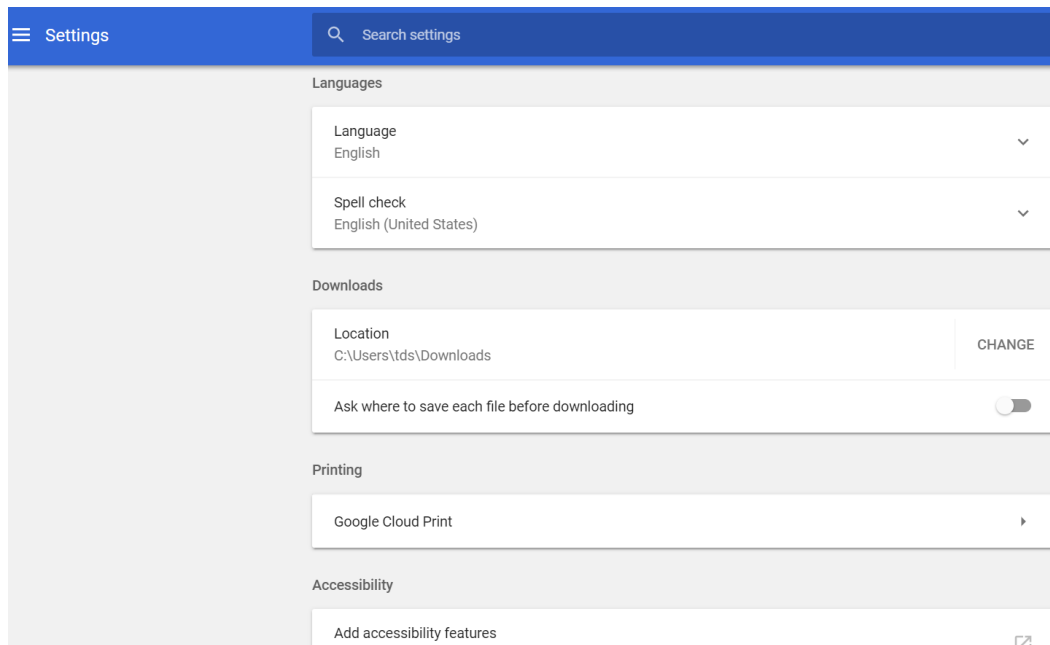 Settings
Search settings
Languages
Language
English
Spell check
English (United States)
Downloads
Location
C:\Users\tds\Downloads
CHANGE
Ask where to save each file before downloading
Printing
Google Cloud Print
Accessibility
Add accessibility features